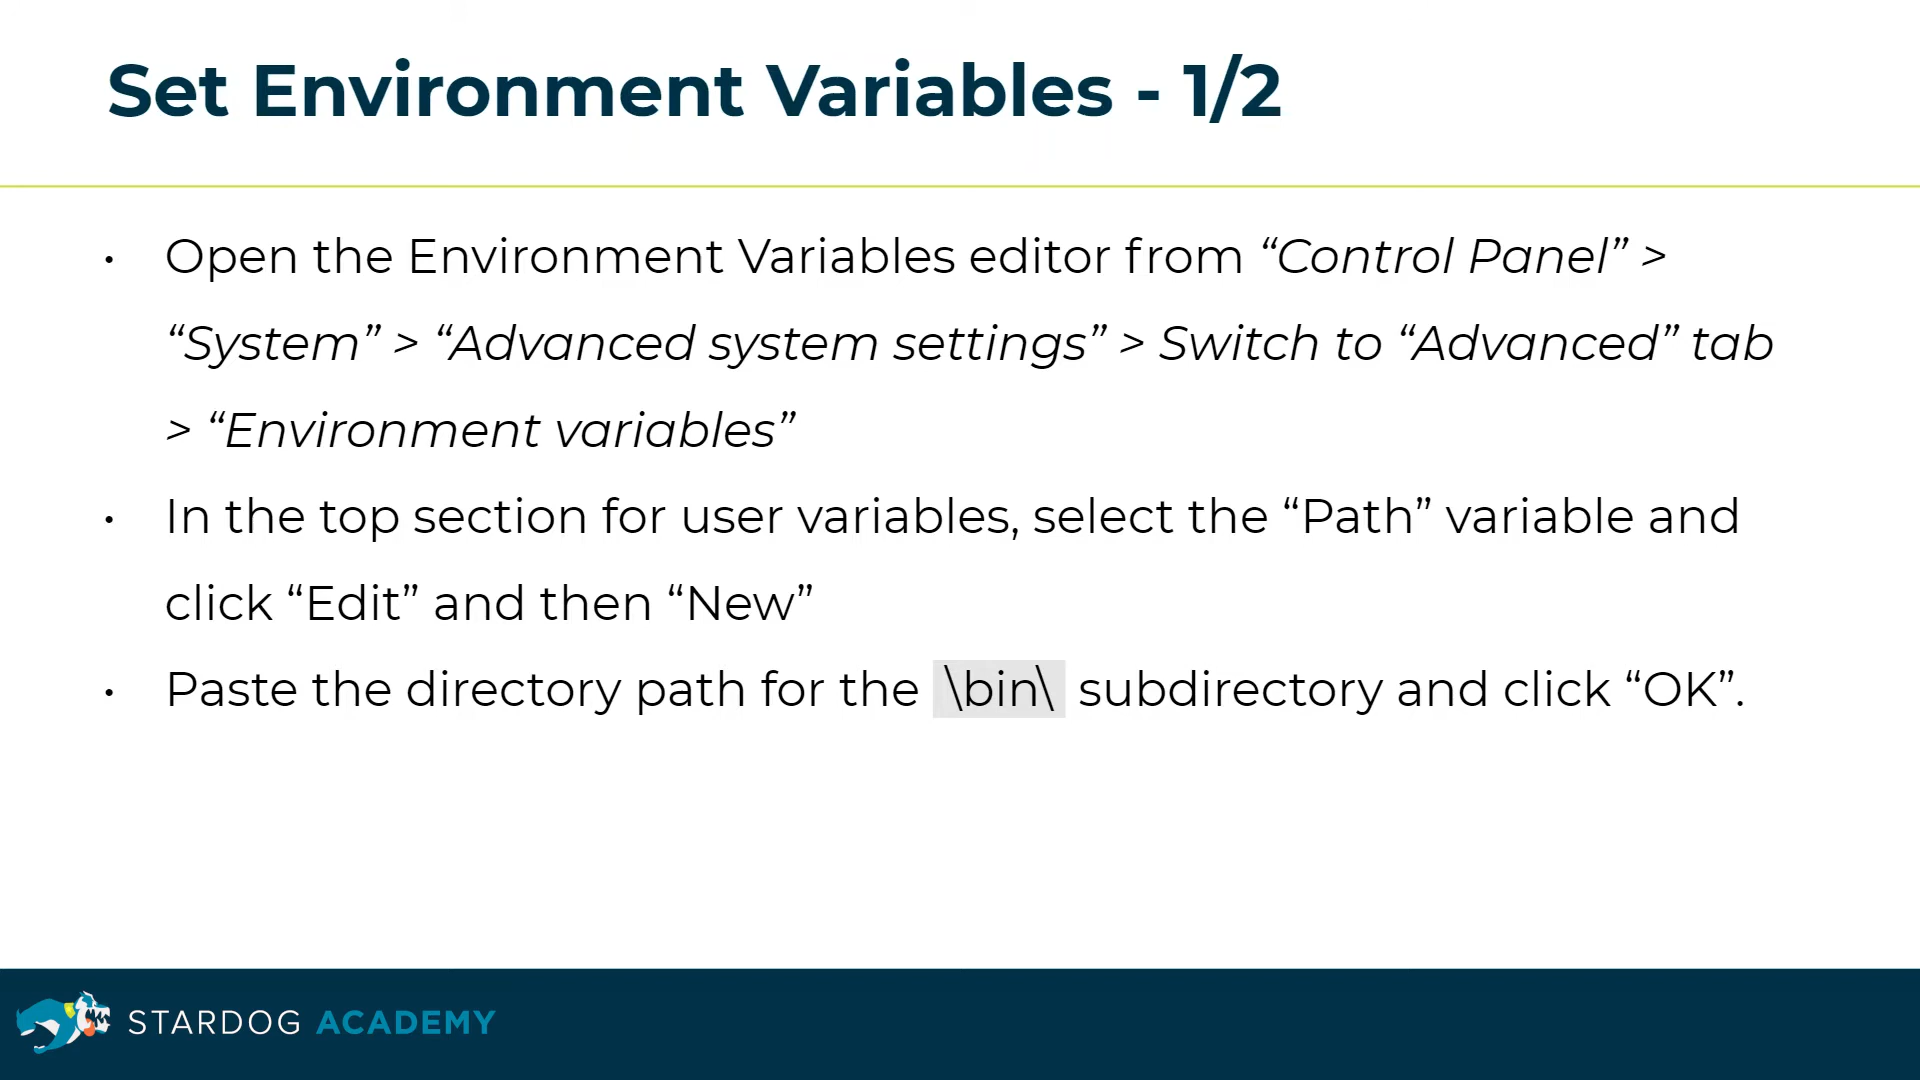 Set Environment Variables - 1/2
• Open the Environment Variables editor from “Control Panel” >
“System” > “Advanced system settings” > Switch to “Advanced” tab
> “Environment variables”
• In the top section for user variables, select the “Path” variable and
click “Edit” and then “New”
• Paste the directory path for the \bin\ subdirectory and click “OK”.
STARDOG ACADEMY